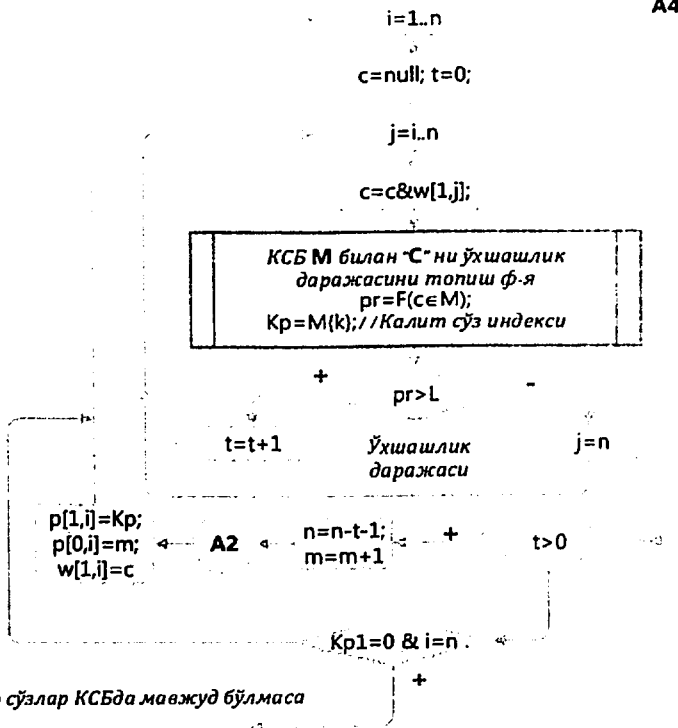 A4
i=1..n
c=null; t=0;
j=i..n
c=c&w[1,j];
КСБ М билан "С" ни ўхшашлик
даражасини топиш ф-я
pr=F(c∈M);
Kp=M{k};//Калит сўз индекси
+
-
pr>L
t=t+1
Ўхшашлик
даражаси
j=n
p[1,i]=Kp;
p[0,i]=m;
w[1,i]=c
A2
n=n-t-1;
m=m+1
+
t>0
Kp1=0 & i=n
+
сўзлар КСБда мавжуд бўлмаса